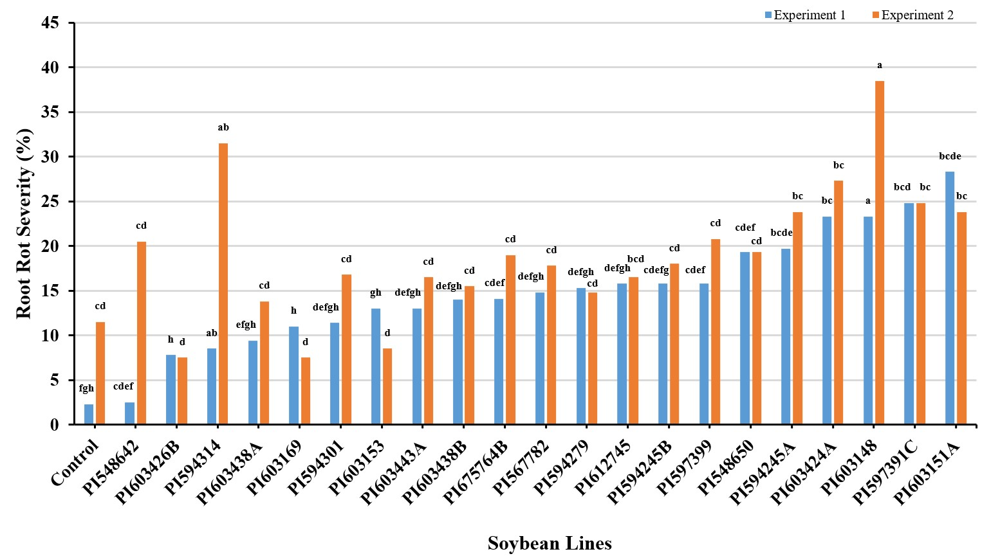 Experiment 1 Experiment 2
Root Rot Severity (%)
45
40
35
30
25
20
15
10
5
0
fgh cd
cdef cd
h d
ab ab
efgh cd
h d
defgh cd
gh d
defgh cd
defgh cd
cdef cd
defgh cd
defgh cd
defgh bcd
cdefg cd
cdef cd
cdef cd
bcde bc
bc bc
a a
bcd bc
bcde bc
Control
PI548642
PI603426B
PI594314
PI603438A
PI603169
PI594301
PI603153
PI603443A
PI603438B
PI675764B
PI567782
PI594279
PI612745
PI594245B
PI597399
PI548650
PI594245A
PI603424A
PI603148
PI597391C
PI603151A
Soybean Lines